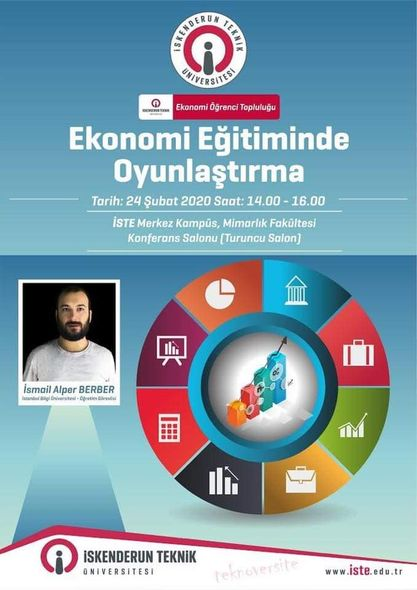 İSKENDERUN TEKNİK
ÜNİVERSİTESİ
İSKENDERUN TEKNİK
Ekonomi Öğrenci Topluluğu
Ekonomi Eğitiminde
Oyunlaştırma
Tarih: 24 Şubat 2020 Saat: 14.00 - 16.00
İSTE Merkez Kampüs, Mimarlık Fakültesi
Konferans Salonu (Turuncu Salon)
İsmail Alper BERBER
İstanbul Bilgi Üniversitesi - Öğretim Görevlisi
İSKENDERUN TEKNİK
ÜNİVERSİTESİ
teknoversite
www.iste.edu.tr